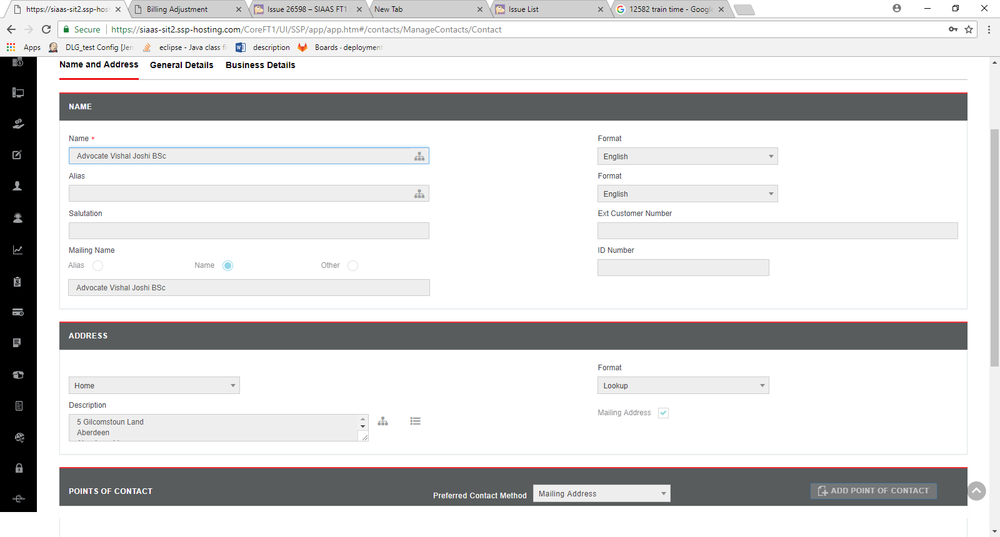 https://siaas-sit2.ssp-host
Billing Adjustment
Issue 26598 – SIAAS FT1
New Tab
Issue List
12582 train time - Google
Secure
https://siaas-sit2.ssp-hosting.com/CoreFT1/UI/SSP/app/app.htm#/contacts/ManageContacts/Contact
Apps
DLG_test Config [Jen
eclipse - Java class fi
description
Boards · deployment
Name and Address
General Details
Business Details
NAME
Name *
Format
Advocate Vishal Joshi BSc
English
Alias
Format
English
Salutation
Ext Customer Number
Mailing Name
ID Number
Alias
Name
Other
Advocate Vishal Joshi BSc
ADDRESS
Format
Home
Lookup
Description
Mailing Address
5 Gilcomstoun Land
Aberdeen
POINTS OF CONTACT
Preferred Contact Method
Mailing Address
ADD POINT OF CONTACT